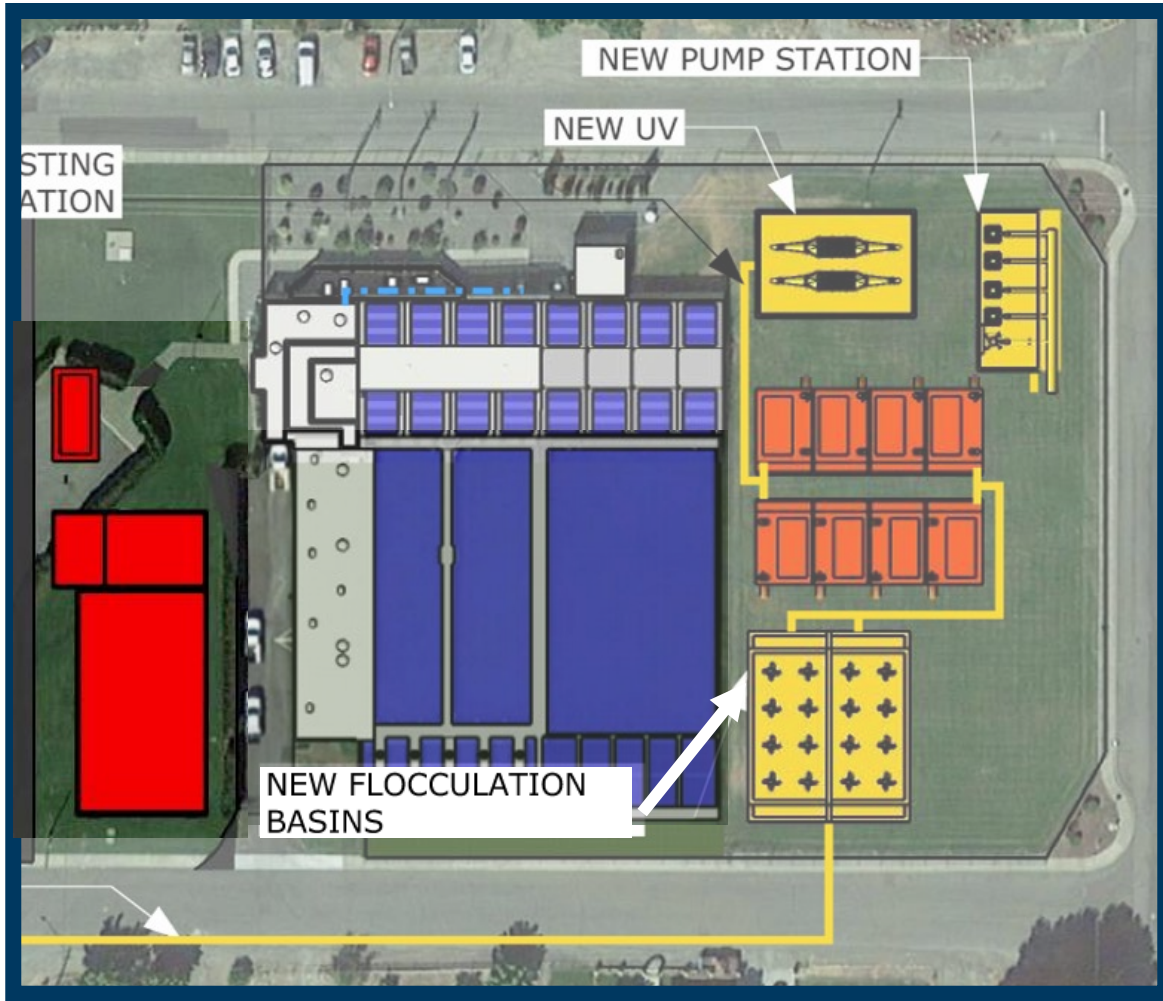 NEW PUMP STATION
NEW UV
STING
ATION
NEW FLOCCULATION
BASINS